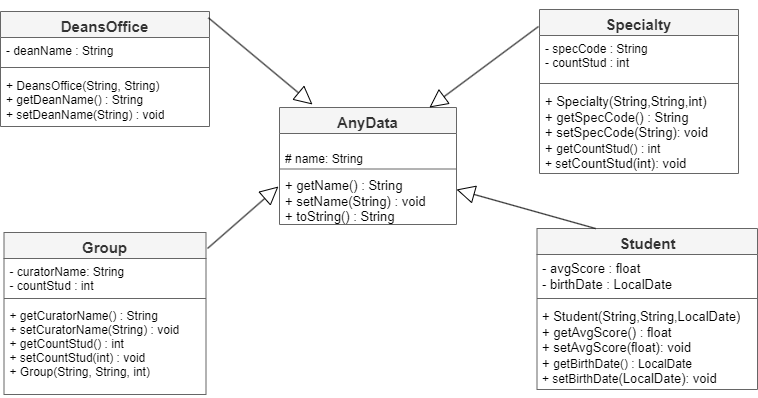 DeansOffice
- deanName : String
+ DeansOffice(String, String)
+ getDeanName() : String
+ setDeanName(String) : void
Specialty
- specCode : String
- countStud : int
+ Specialty(String,String,int)
+ getSpecCode() : String
+ setSpecCode(String): void
+ getCountStud() : int
+ setCountStud(int): void
AnyData
# name: String
+ getName() : String
+ setName(String) : void
+ toString() : String
Group
- curatorName: String
- countStud : int
+ getCuratorName() : String
+ setCuratorName(String) : void
+ getCountStud() : int
+ setCountStud(int) : void
+ Group(String, String, int)
Student
- avgScore : float
- birthDate : LocalDate
+ Student(String,String,LocalDate)
+ getAvgScore() : float
+ setAvgScore(float): void
+ getBirthDate() : LocalDate
+ setBirthDate(LocalDate): void